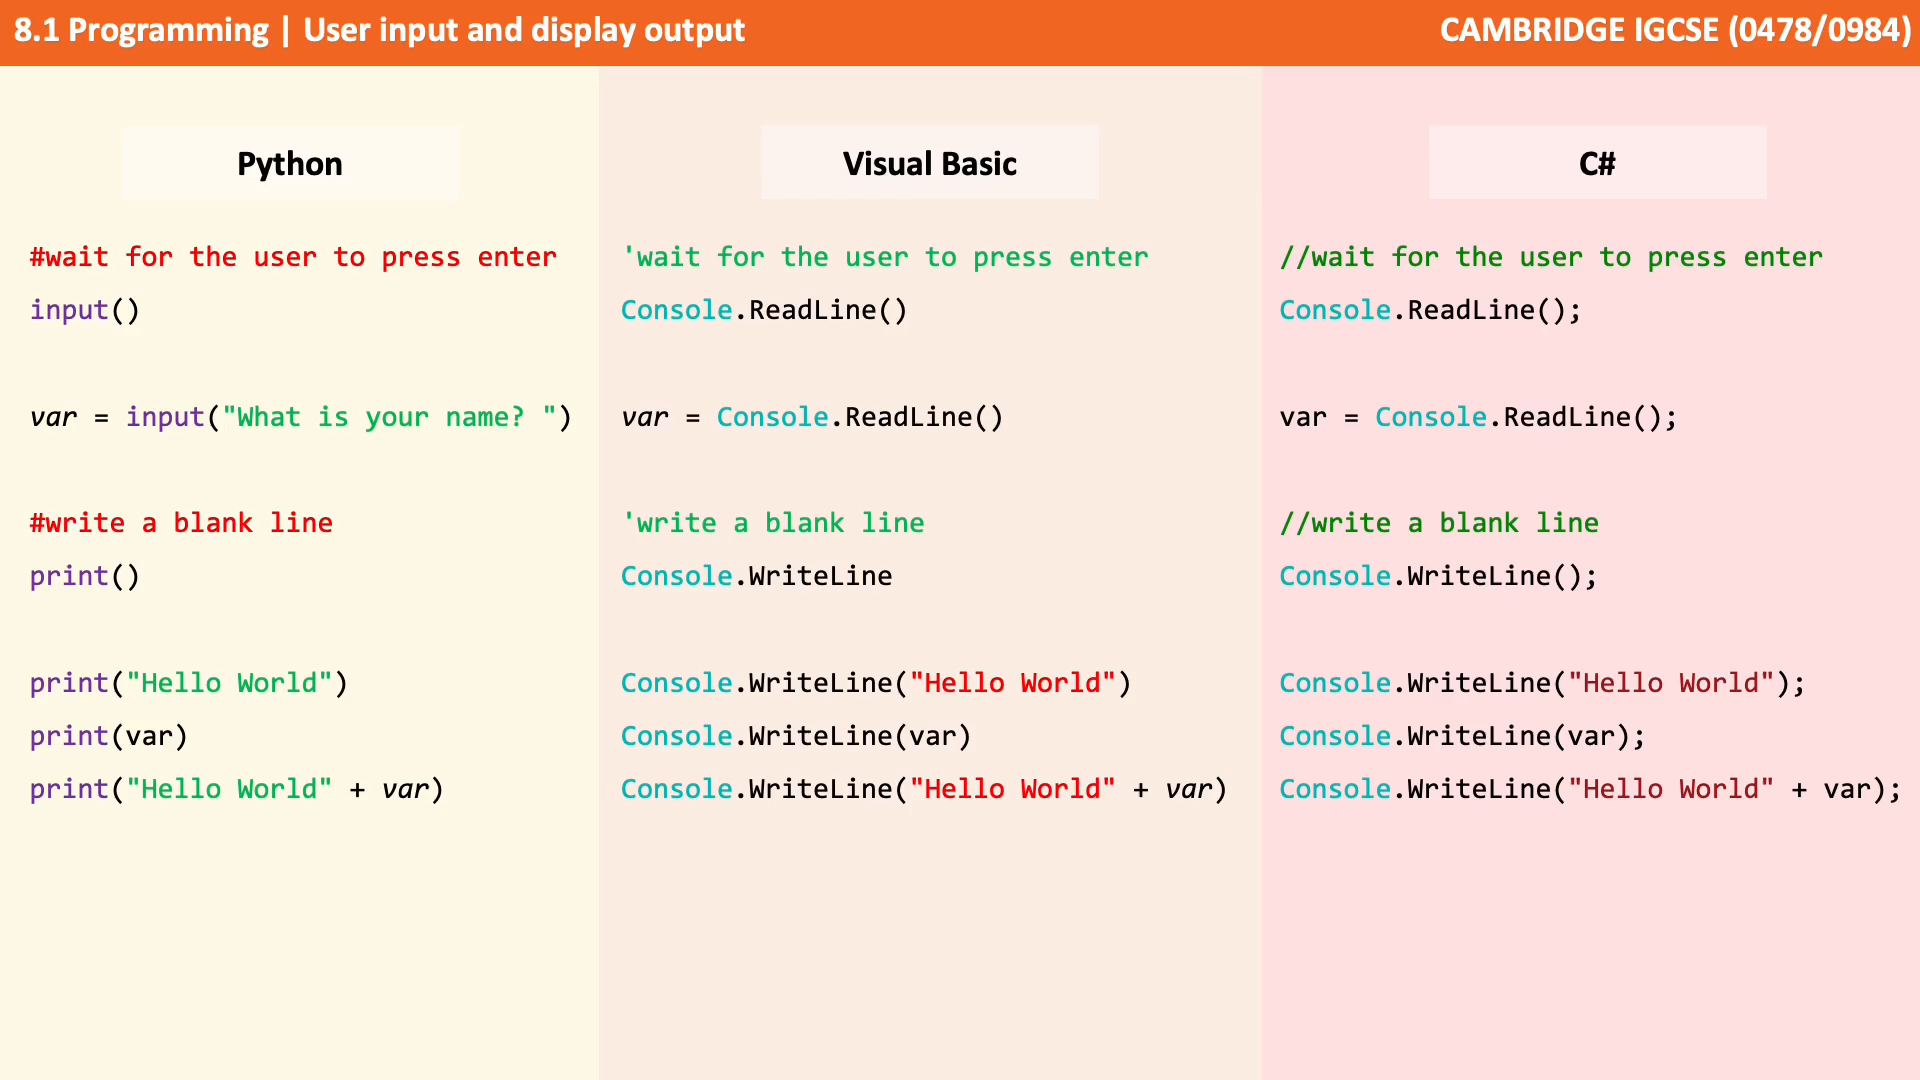 8.1 Programming | User input and display output
CAMBRIDGE IGCSE (0478/0984)
Python
#wait for the user to press enter
input()
var = input("What is your name? ")
#write a blank line
print()
print("Hello World")
print(var)
print("Hello World" + var)
Visual Basic
'wait for the user to press enter
Console.ReadLine()
var = Console.ReadLine()
'write a blank line
Console.WriteLine
Console.WriteLine("Hello World")
Console.WriteLine(var)
Console.WriteLine("Hello World" + var)
C#
//wait for the user to press enter
Console.ReadLine();
var = Console.ReadLine();
//write a blank line
Console.WriteLine();
Console.WriteLine("Hello World");
Console.WriteLine(var);
Console.WriteLine("Hello World" + var);